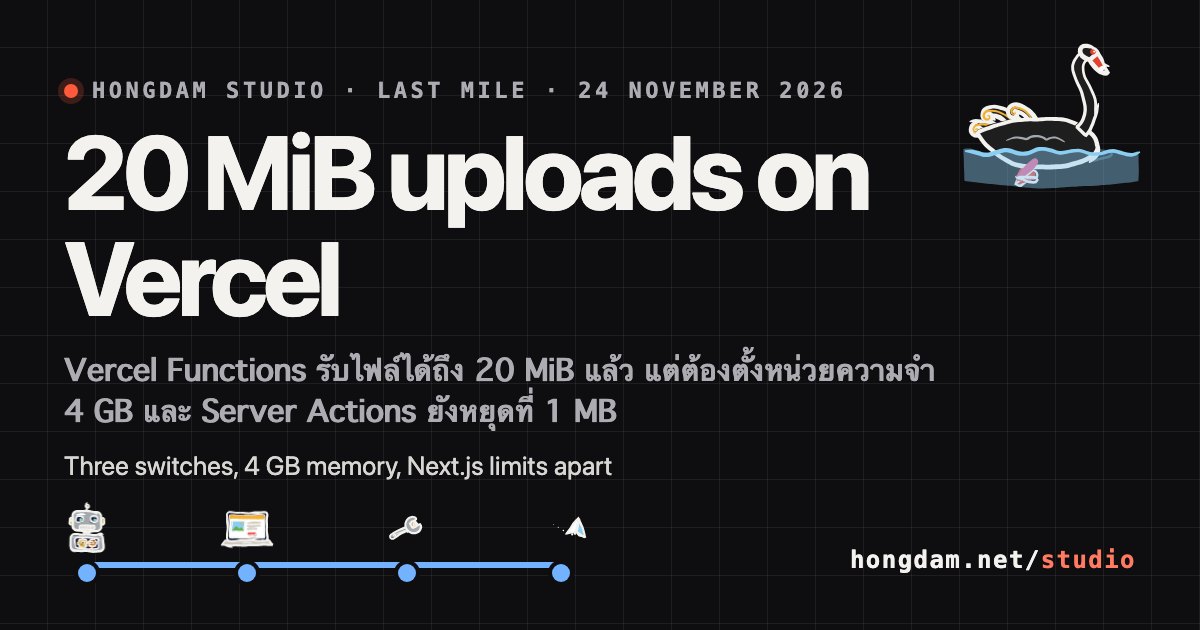 HONGDAM STUDIO · LAST MILE · 24 NOVEMBER 2026
20 MiB uploads on
Vercel
Vercel Functions รับไฟล์ได้ถึง 20 MiB แล้ว แต่ต้องตั้งหน่วยความจำ
4 GB และ Server Actions ยังหยุดที่ 1 MB
Three switches, 4 GB memory, Next.js limits apart
hongdam.net/studio